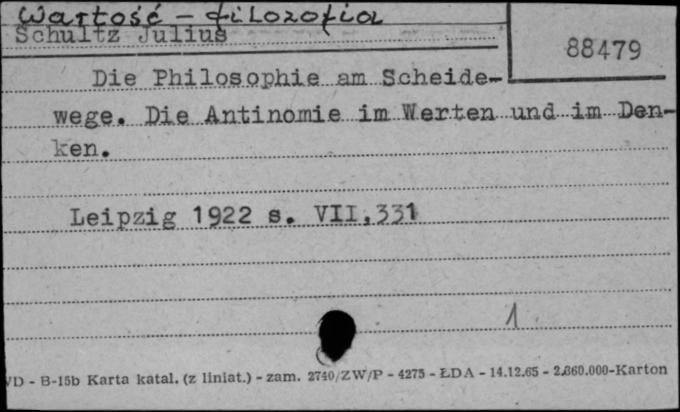 Wartość - filozofia
Schultz Julius
88479
Die Philosophie am Scheide-
wege. Die Antinomie im Werten und im Den-
ken.
Leipzig 1922 s. VII,331
1
VD - B-15b Karta katal. (z liniat.) - zam. 2740/ZW/P - 4275 - ŁDA - 14.12.65 - 2.860.000-Karton